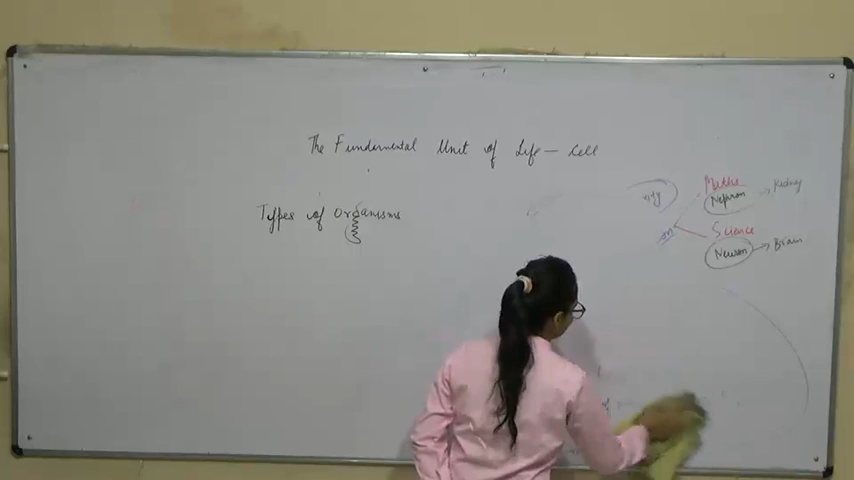 The Fundamental Unit of Life - Cell
Types of Organisms
Maths
Nephron → Kidney
Science
Neuron → Brain